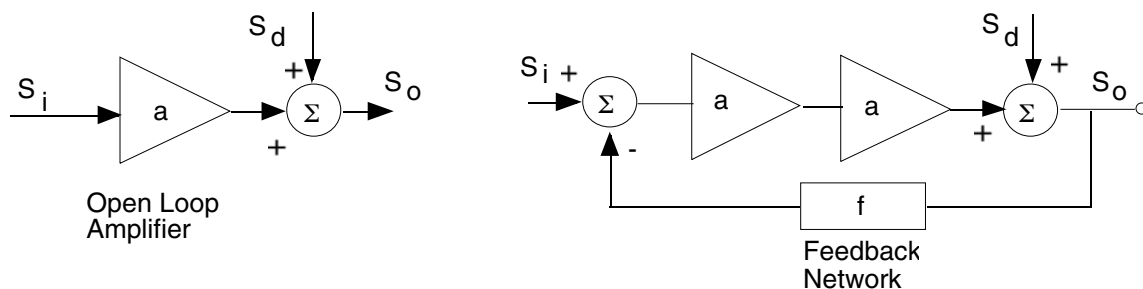 S d
+
S i
a
Σ
S o
+
Open Loop
Amplifier
S d
+
S i +
Σ
a
a
Σ
S o
+
-
f
Feedback
Network